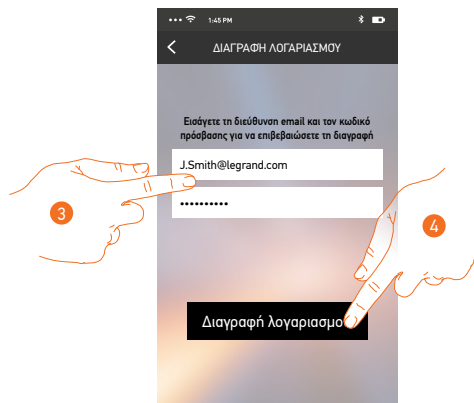 1:45 PM
ΔΙΑΓΡΑΦΗ ΛΟΓΑΡΙΑΣΜΟΥ
Εισάγετε τη διεύθυνση email και τον κωδικό
πρόσβασης για να επιβεβαιώσετε τη διαγραφή
J.Smith@legrand.com
••••••••••
3
4
Διαγραφή λογαριασμο